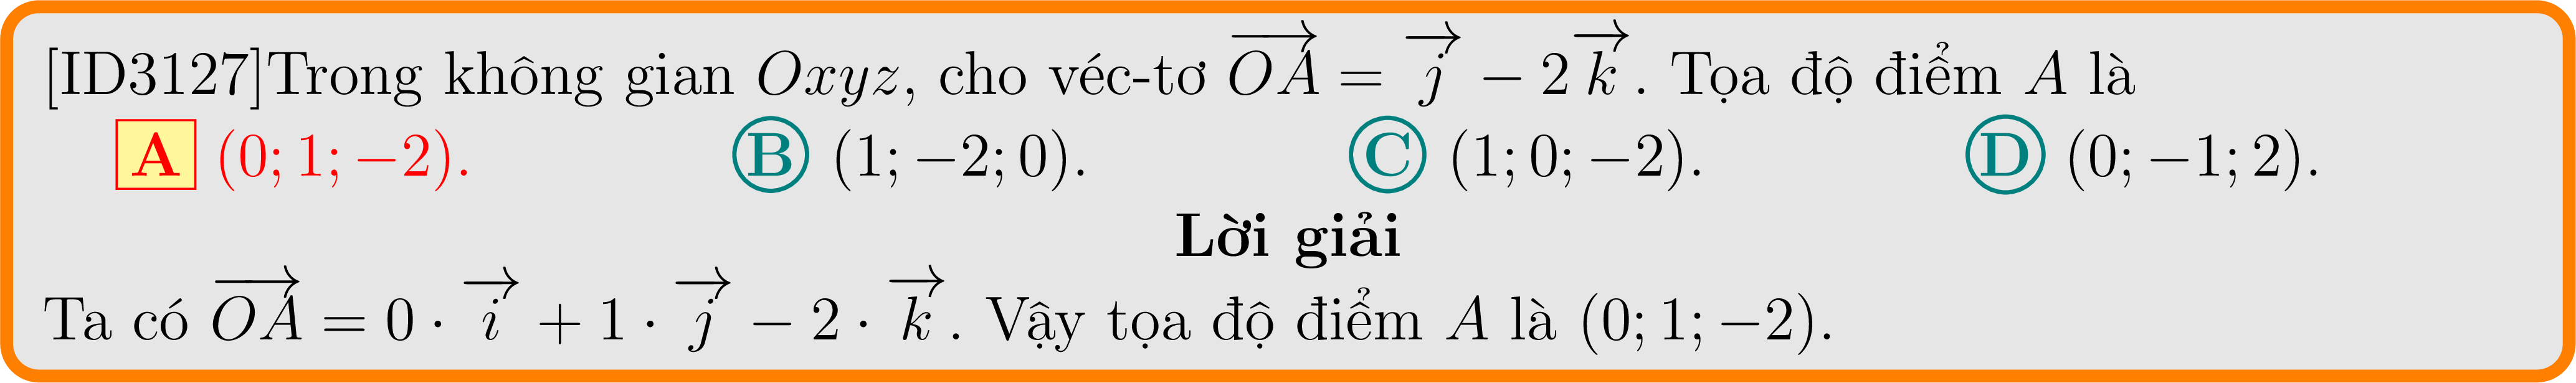 [ID3127]Trong không gian Oxyz, cho véc-tơ $\overrightarrow{OA} = \overrightarrow{j} - 2\overrightarrow{k}$. Tọa độ điểm A là
A (0; 1; −2). B (1; −2; 0). C (1; 0; −2). D (0; −1; 2).
Lời giải
Ta có $\overrightarrow{OA} = 0 \cdot \overrightarrow{i} + 1 \cdot \overrightarrow{j} - 2 \cdot \overrightarrow{k}$. Vậy tọa độ điểm A là (0; 1; −2).